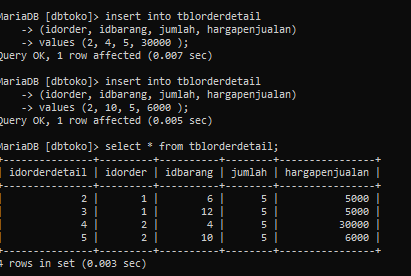 MariaDB [dbtoko]> insert into tblorderdetail
-> (idorder, idbarang, jumlah, hargapenjualan)
-> values (2, 4, 5, 30000 );
Query OK, 1 row affected (0.007 sec)
MariaDB [dbtoko]> insert into tblorderdetail
-> (idorder, idbarang, jumlah, hargapenjualan)
-> values (2, 10, 5, 6000 );
Query OK, 1 row affected (0.005 sec)
MariaDB [dbtoko]> select * from tblorderdetail;
+---------------+---------+----------+--------+----------------+
| idorderdetail | idorder | idbarang | jumlah | hargapenjualan |
+---------------+---------+----------+--------+----------------+
| 2 | 1 | 6 | 5 | 5000 |
| 3 | 1 | 12 | 5 | 5000 |
| 4 | 2 | 4 | 5 | 30000 |
| 5 | 2 | 10 | 5 | 6000 |
+---------------+---------+----------+--------+----------------+
4 rows in set (0.003 sec)